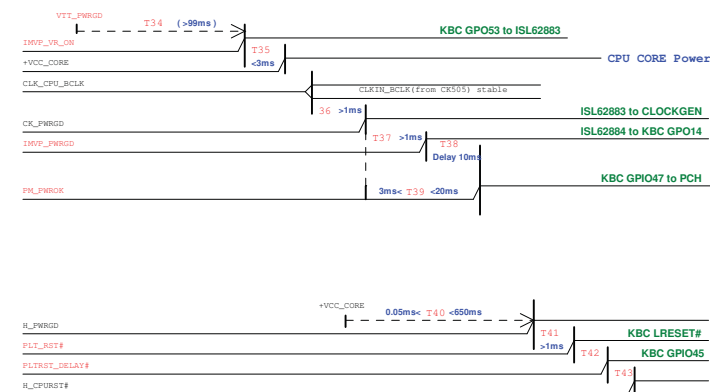 VTT_PWRGD
T34 (>99ms)
KBC GPO53 to ISL62883
IMVP_VR_ON
T35
<3ms
+VCC_CORE
CPU CORE Power
CLK_CPU_BCLK
CLKIN_BCLK(from CK505) stable
36 >1ms
ISL62883 to CLOCKGEN
CK_PWRGD
T37 >1ms
ISL62884 to KBC GPO14
IMVP_PWRGD
T38
Delay 10ms
KBC GPIO47 to PCH
PM_PWROK
3ms< T39 <20ms
+VCC_CORE
0.05ms< T40 <650ms
H_PWRGD
T41
>1ms
KBC LRESET#
PLT_RST#
T42
KBC GPIO45
PLTRST_DELAY#
T43
H_CPURST#